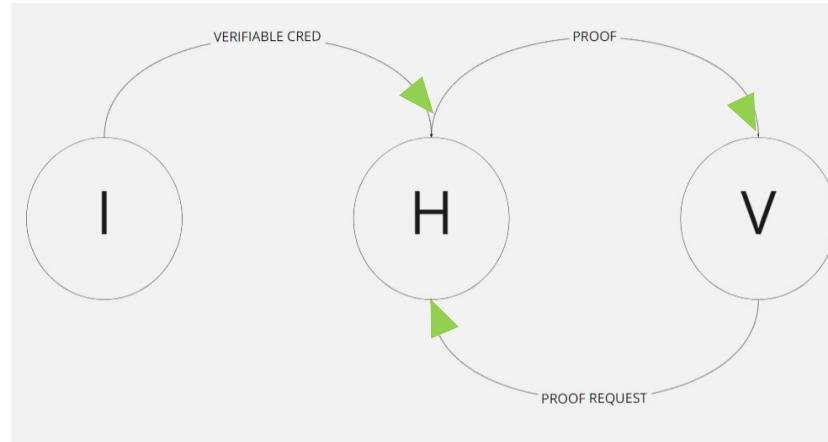 VERIFIABLE CRED
PROOF
I
H
V
PROOF REQUEST